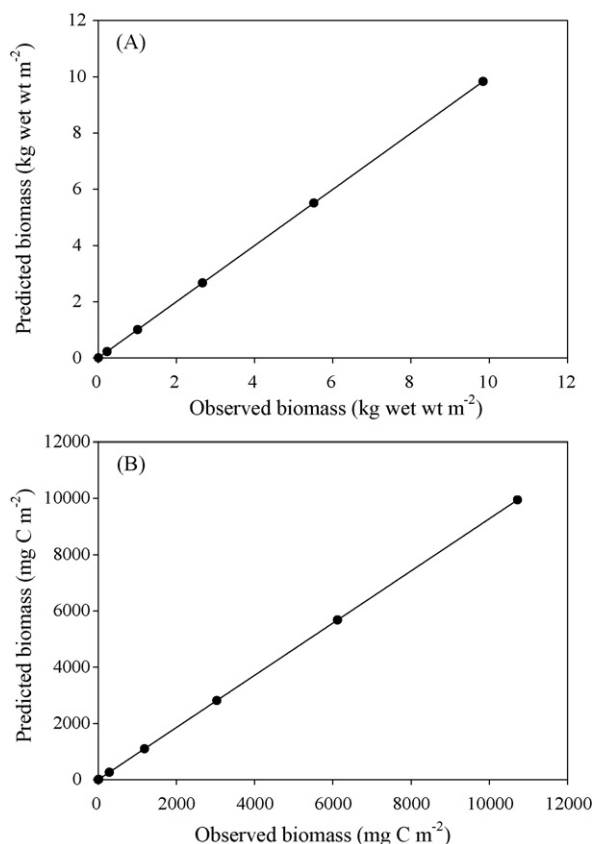 (A)
Predicted biomass (kg wet wt m⁻²)
12
10
8
6
4
2
0
0 2 4 6 8 10 12
Observed biomass (kg wet wt m⁻²)
(B)
Predicted biomass (mg C m⁻²)
12000
10000
8000
6000
4000
2000
0
0 2000 4000 6000 8000 10000 12000
Observed biomass (mg C m⁻²)